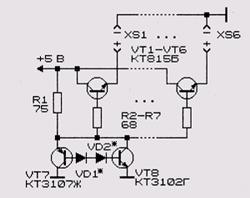 XS1 XS6
VT1-VT6
КТ815Б
+5 В
R1
75
R2-R7
68
VD2*
VT7
КТ3107Ж
VD1*
VT8
КТ3102Г